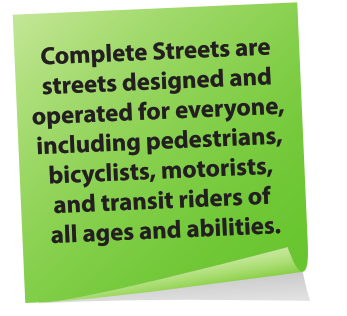 Complete Streets are
streets designed and
operated for everyone,
including pedestrians,
bicyclists, motorists,
and transit riders of
all ages and abilities.